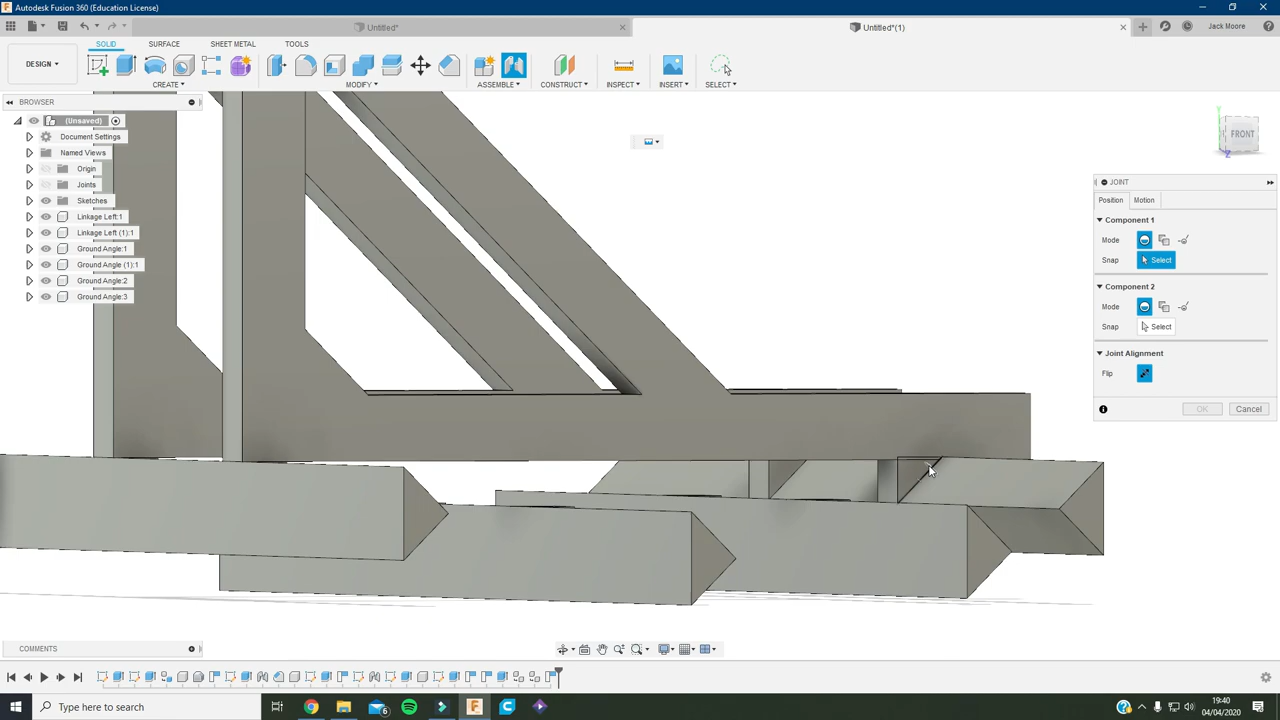 Autodesk Fusion 360 (Education License)
Untitled*
Untitled*(1)
Jack Moore
DESIGN
SOLID
SURFACE
SHEET METAL
TOOLS
CREATE
MODIFY
ASSEMBLE
CONSTRUCT
INSPECT
INSERT
SELECT
BROWSER
(Unsaved)
Document Settings
Named Views
Origin
Joints
Sketches
Linkage Left:1
Linkage Left (1):1
Ground Angle:1
Ground Angle (1):1
Ground Angle:2
Ground Angle:3
Y
FRONT
Z
JOINT
Position
Motion
Component 1
Mode
Snap
Select
Component 2
Mode
Snap
Select
Joint Alignment
Flip
OK
Cancel
COMMENTS
Type here to search
6
19:40
04/04/2020